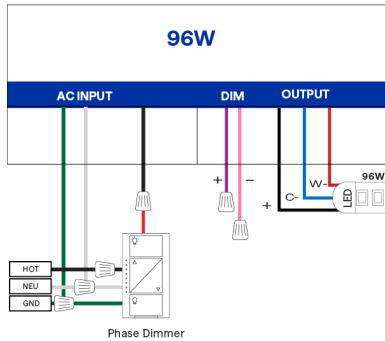 96W
AC INPUT
DIM
OUTPUT
+
−
W-
C-
+
96W
LED
HOT
NEU
GND
Phase Dimmer